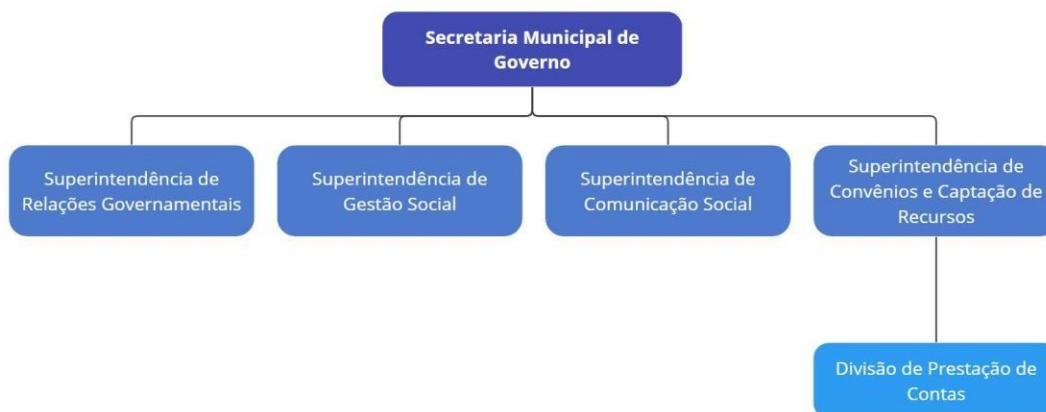 Secretaria Municipal de
Governo
Superintendência de
Relações Governamentais
Superintendência de
Gestão Social
Superintendência de
Comunicação Social
Superintendência de
Convênios e Captação de
Recursos
Divisão de Prestação de
Contas